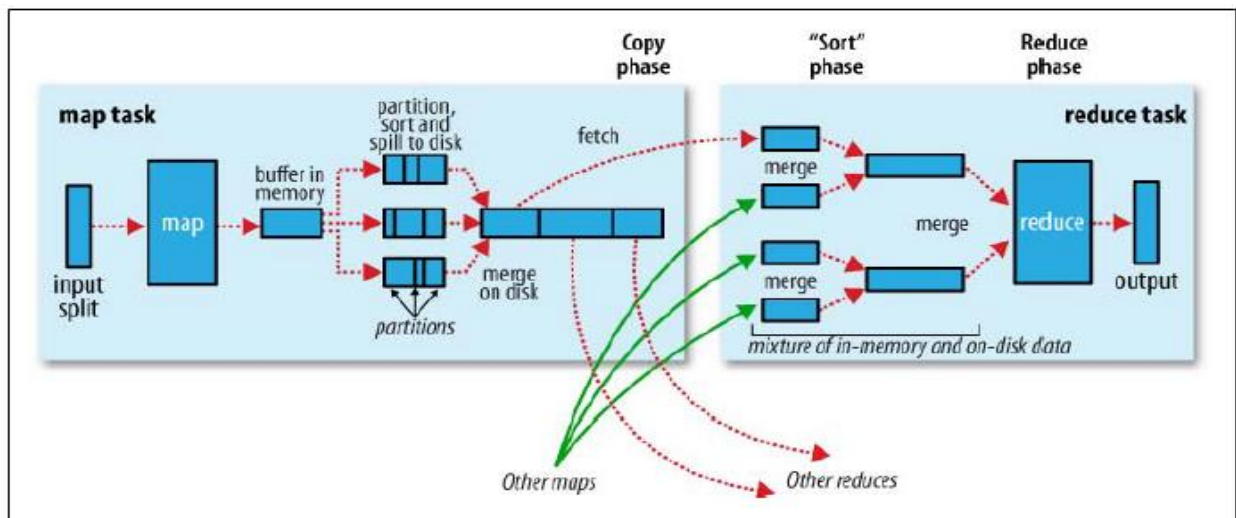 Copy
phase
“Sort”
phase
Reduce
phase
map task
partition,
sort and
spill to disk
fetch
reduce task
buffer in
memory
map
input
split
merge
on disk
partitions
merge
merge
merge
reduce
output
mixture of in-memory and on-disk data
Other maps
Other reduces